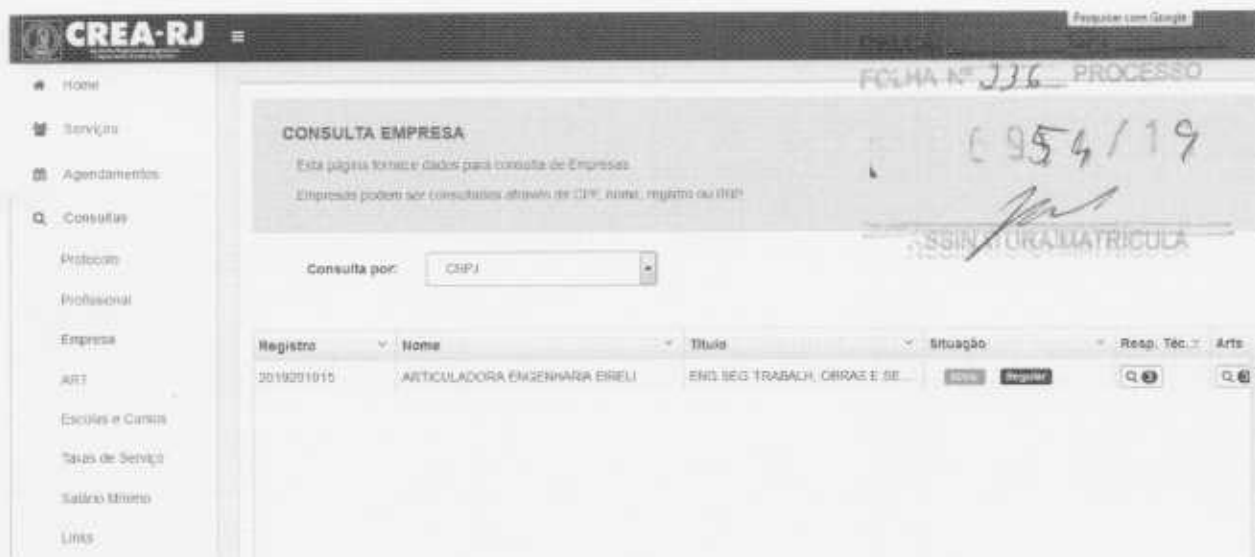 Pesquisar com Google
CREA-RJ
FOLHA Nº 336 PROCESSO
6954/19
ASSINATURA/MATRICULA
Home
Serviços
Agendamentos
Consultas
Protocolo
Profissional
Empresa
ART
Escolas e Cursos
Taxas de Serviço
Salário Mínimo
Links
CONSULTA EMPRESA
Esta página fornece dados para consulta de Empresas
Empresas podem ser consultadas através de nome, registro ou RNP
Consulta por: CNPJ
Registro Nome Título Situação Resp. Téc. Arts
2019201015 ARTICULADORA ENGENHARIA EIRELI ENG SEG TRABALH, OBRAS E SE... Regular 3